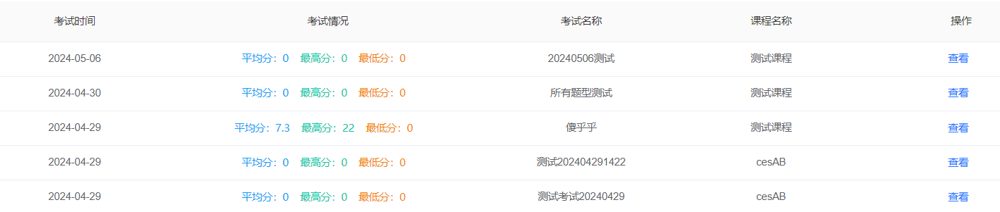 考试时间 考试情况 考试名称 课程名称 操作
2024-05-06 平均分：0 最高分：0 最低分：0 20240506测试 测试课程 查看
2024-04-30 平均分：0 最高分：0 最低分：0 所有题型测试 测试课程 查看
2024-04-29 平均分：7.3 最高分：22 最低分：0 傻乎乎 测试课程 查看
2024-04-29 平均分：0 最高分：0 最低分：0 测试202404291422 cesAB 查看
2024-04-29 平均分：0 最高分：0 最低分：0 测试考试20240429 cesAB 查看